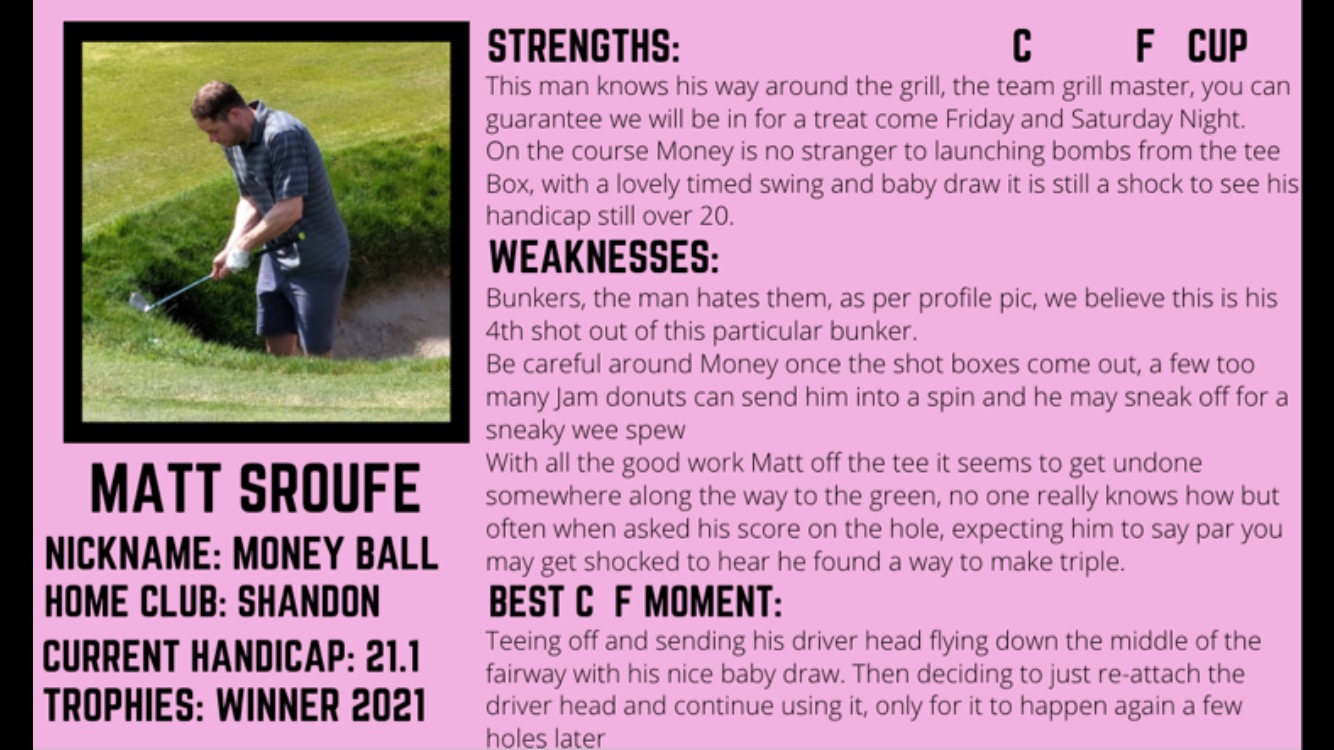 STRENGTHS: C F CUP
This man knows his way around the grill, the team grill master, you can
guarantee we will be in for a treat come Friday and Saturday Night.
On the course Money is no stranger to launching bombs from the tee
Box, with a lovely timed swing and baby draw it is still a shock to see his
handicap still over 20.
WEAKNESSES:
Bunkers, the man hates them, as per profile pic, we believe this is his
4th shot out of this particular bunker.
Be careful around Money once the shot boxes come out, a few too
many Jam donuts can send him into a spin and he may sneak off for a
sneaky wee spew
With all the good work Matt off the tee it seems to get undone
somewhere along the way to the green, no one really knows how but
often when asked his score on the hole, expecting him to say par you
may get shocked to hear he found a way to make triple.
BEST C F MOMENT:
Teeing off and sending his driver head flying down the middle of the
fairway with his nice baby draw. Then deciding to just re-attach the
driver head and continue using it, only for it to happen again a few
holes later
MATT SROUFE
NICKNAME: MONEY BALL
HOME CLUB: SHANDON
CURRENT HANDICAP: 21.1
TROPHIES: WINNER 2021